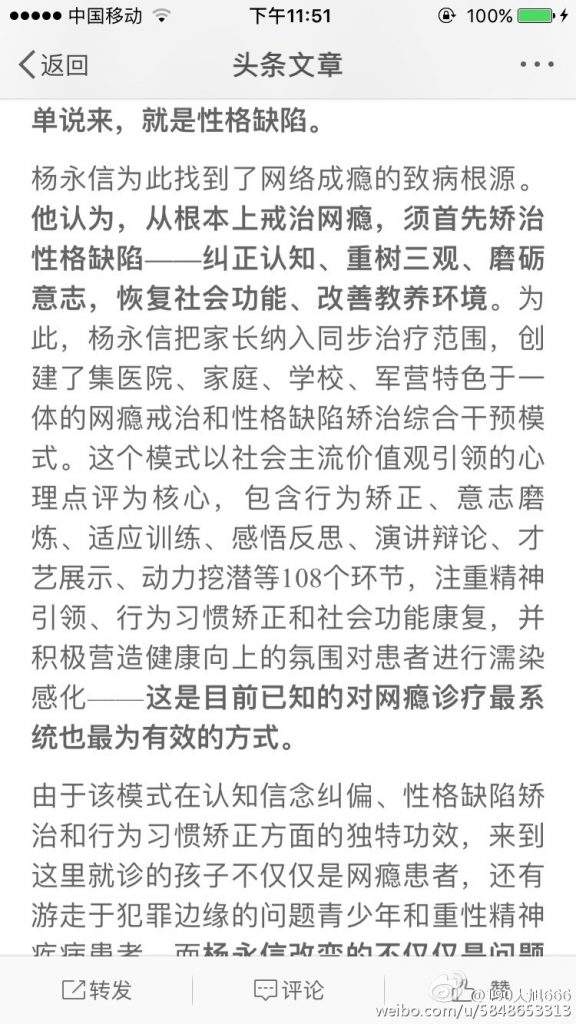 中国移动 下午11:51 100%
返回 头条文章
单说来，就是性格缺陷。
杨永信为此找到了网络成瘾的致病根源。
他认为，从根本上戒治网瘾，须首先矫治
性格缺陷——纠正认知、重树三观、磨砺
意志，恢复社会功能、改善教养环境。为
此，杨永信把家长纳入同步治疗范围，创
建了集医院、家庭、学校、军营特色于一
体的网瘾戒治和性格缺陷矫治综合干预模
式。这个模式以社会主流价值观引领的心
理点评为核心，包含行为矫正、意志磨
炼、适应训练、感悟反思、演讲辩论、才
艺展示、动力挖潜等108个环节，注重精神
引领、行为习惯矫正和社会功能康复，并
积极营造健康向上的氛围对患者进行濡染
感化——这是目前已知的对网瘾诊疗最系
统也最为有效的方式。
由于该模式在认知信念纠偏、性格缺陷矫
治和行为习惯矫正方面的独特功效，来到
这里就诊的孩子不仅仅是网瘾患者，还有
游走于犯罪边缘的问题青少年和重性精神
疾病患者，而杨永信改变的不仅仅是问题
转发 评论 赞
weibo.com/u/5848653313